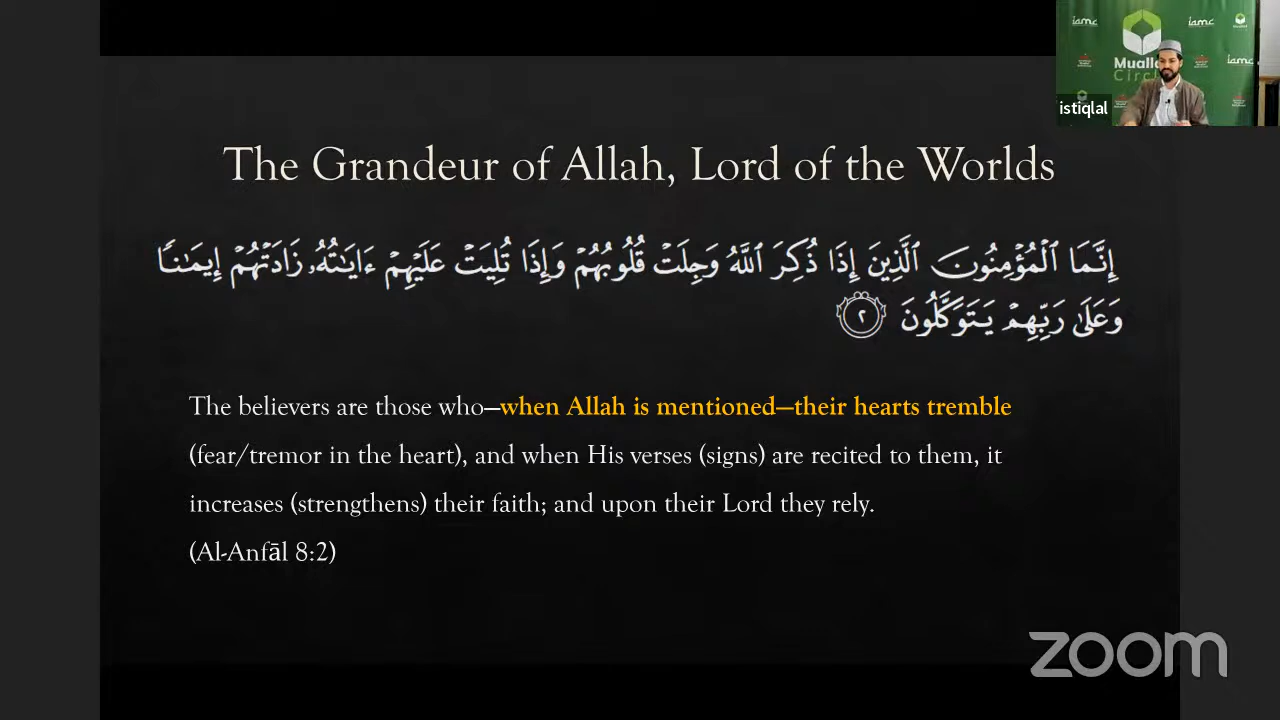 iamc
iamc
Mualla
Circl
iamc
istiqlal
The Grandeur of Allah, Lord of the Worlds
إِنَّمَا ٱلْمُؤْمِنُونَ ٱلَّذِينَ إِذَا ذُكِرَ ٱللَّهُ وَجِلَتْ قُلُوبُهُمْ وَإِذَا تُلِيَتْ عَلَيْهِمْ ءَايَٰتُهُۥ زَادَتْهُمْ إِيمَٰنًا
وَعَلَىٰ رَبِّهِمْ يَتَوَكَّلُونَ ٢
The believers are those who—when Allah is mentioned—their hearts tremble
(fear/tremor in the heart), and when His verses (signs) are recited to them, it
increases (strengthens) their faith; and upon their Lord they rely.
(Al-Anfāl 8:2)
zoom